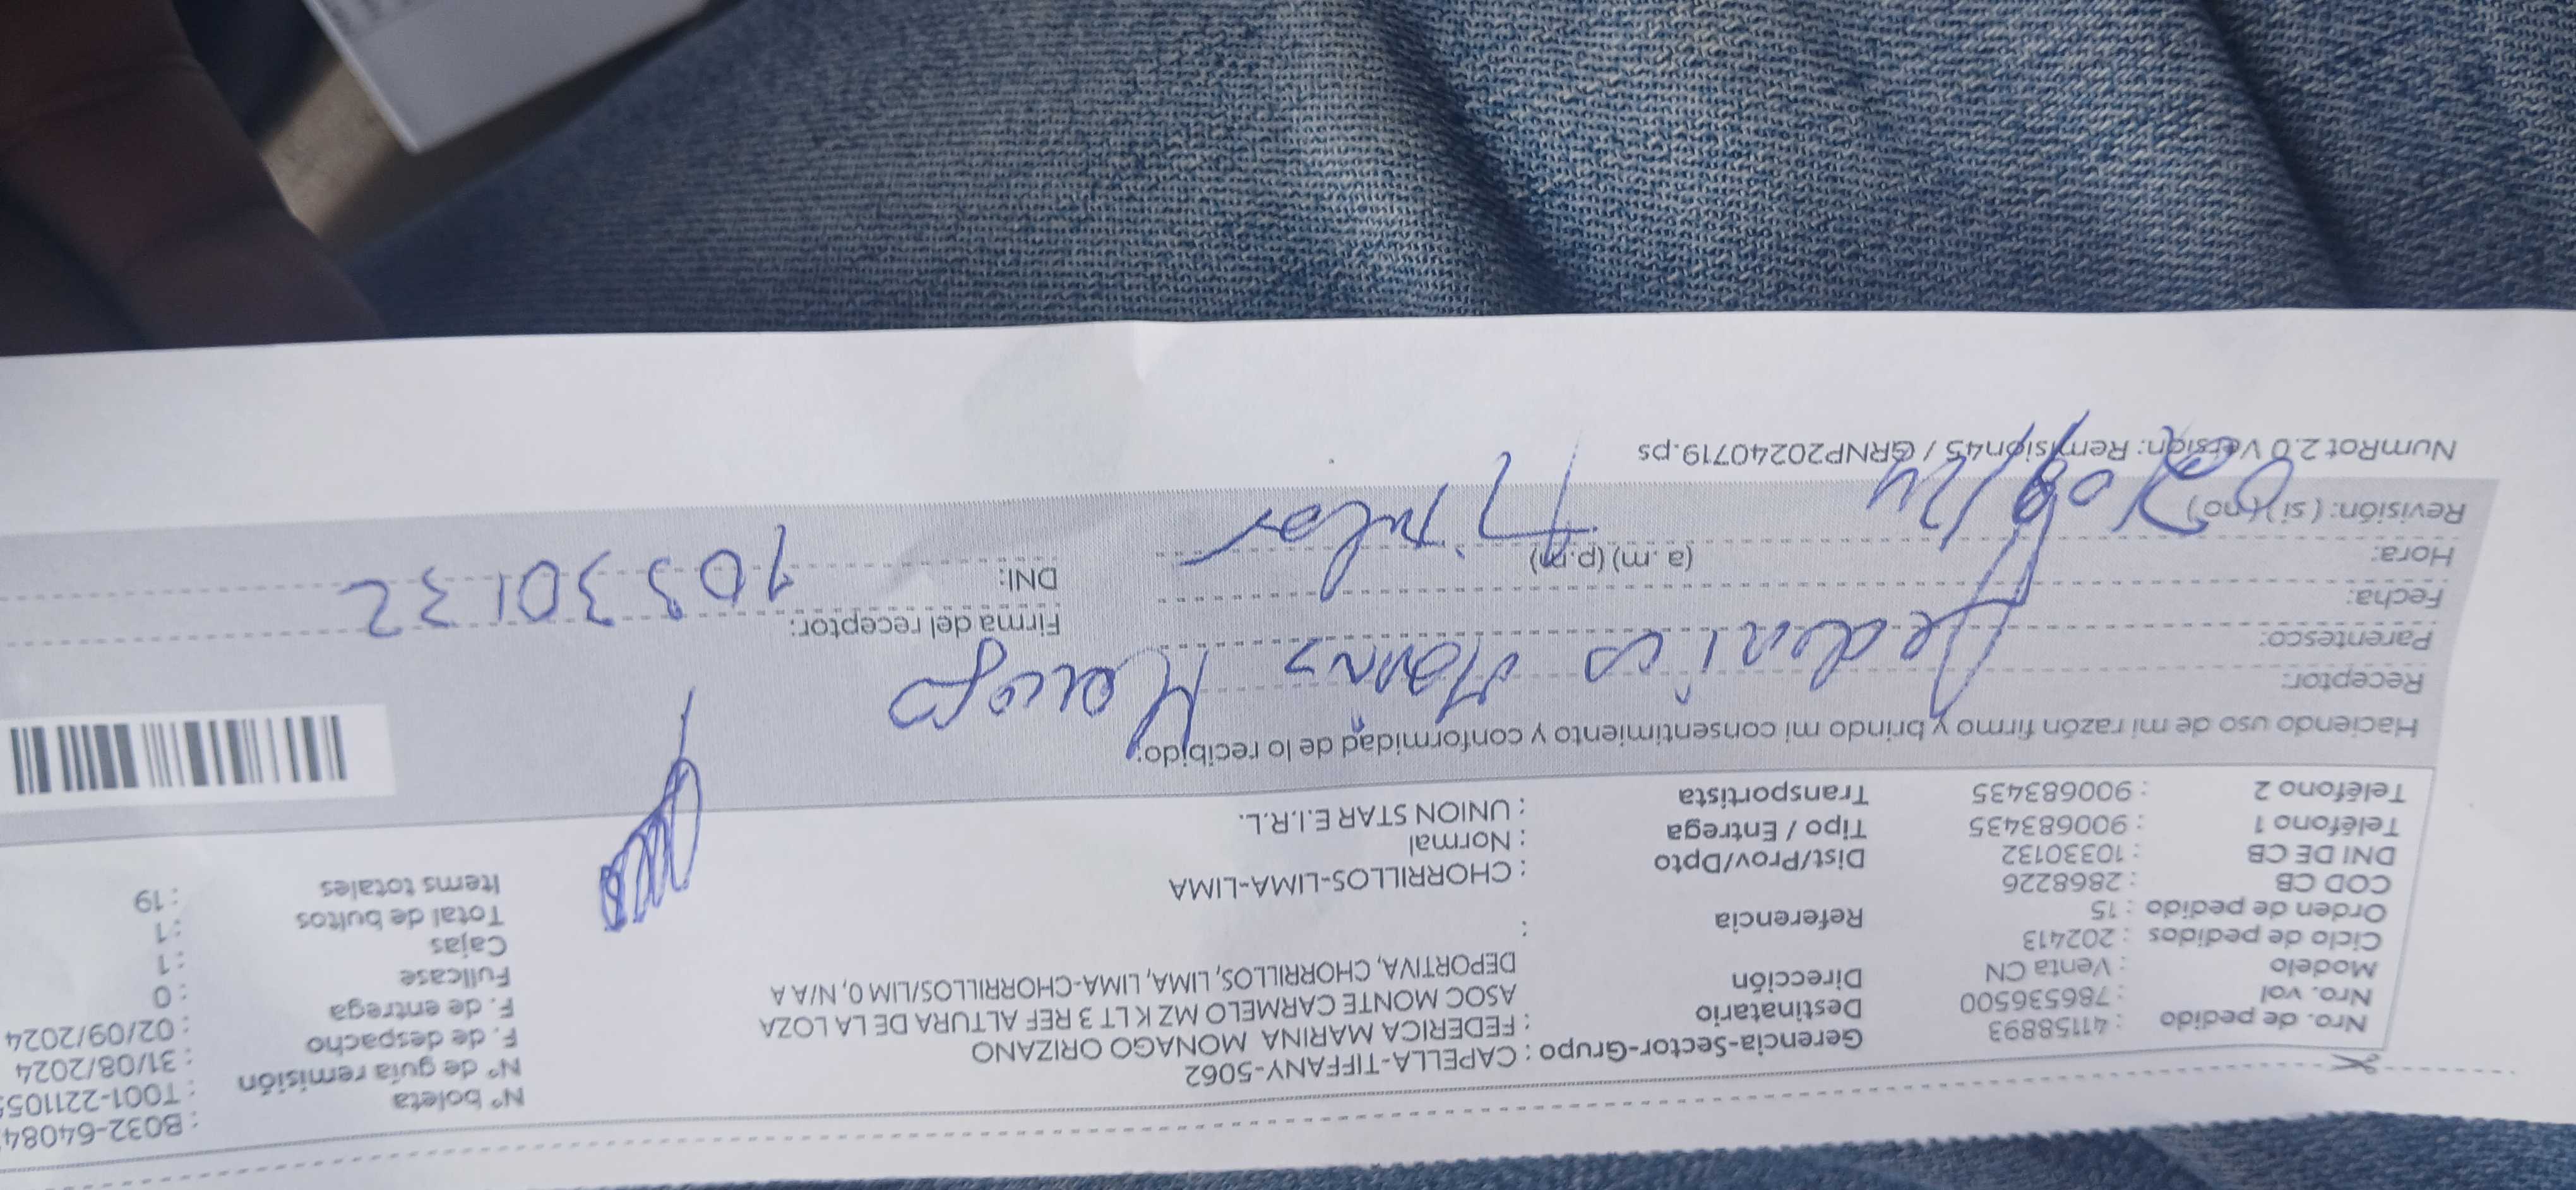 Nro. de pedido : 41158893
Nro. vol : 786536500
Modelo : Venta CN
Ciclo de pedidos : 202413
Orden de pedido : 15
COD CB : 2868226
DNI DE CB : 10330132
Teléfono 1 : 900683435
Teléfono 2 : 900683435
Gerencia-Sector-Grupo : CAPELLA-TIFFANY-5062
Destinatario : FEDERICA MARINA MONAGO ORIZANO
Dirección ASOC MONTE CARMELO MZ K LT 3 REF ALTURA DE LA LOZA
DEPORTIVA, CHORRILLOS, LIMA, LIMA-CHORRILLOS/LIM 0, N/A A
Referencia :
Dist/Prov/Dpto : CHORRILLOS-LIMA-LIMA
Tipo / Entrega : Normal
Transportista : UNION STAR E.I.R.L.
N° boleta : B032-64084
N° de guía remisión : T001-221105
F. de despacho : 31/08/2024
F. de entrega : 02/09/2024
Fullcase : 0
Cajas : 1
Total de bultos : 1
Items totales : 19
Haciendo uso de mi razón firmo y brindo mi consentimiento y conformidad de lo recibido:
Receptor:
Parentesco:
Fecha:
Hora: (a. m) (p.m)
Revisión: ( si) (no)
Firma del receptor:
DNI: 10330132
Titular
NumRot 2.0 Versión: Remision45 / GRNP20240719.ps